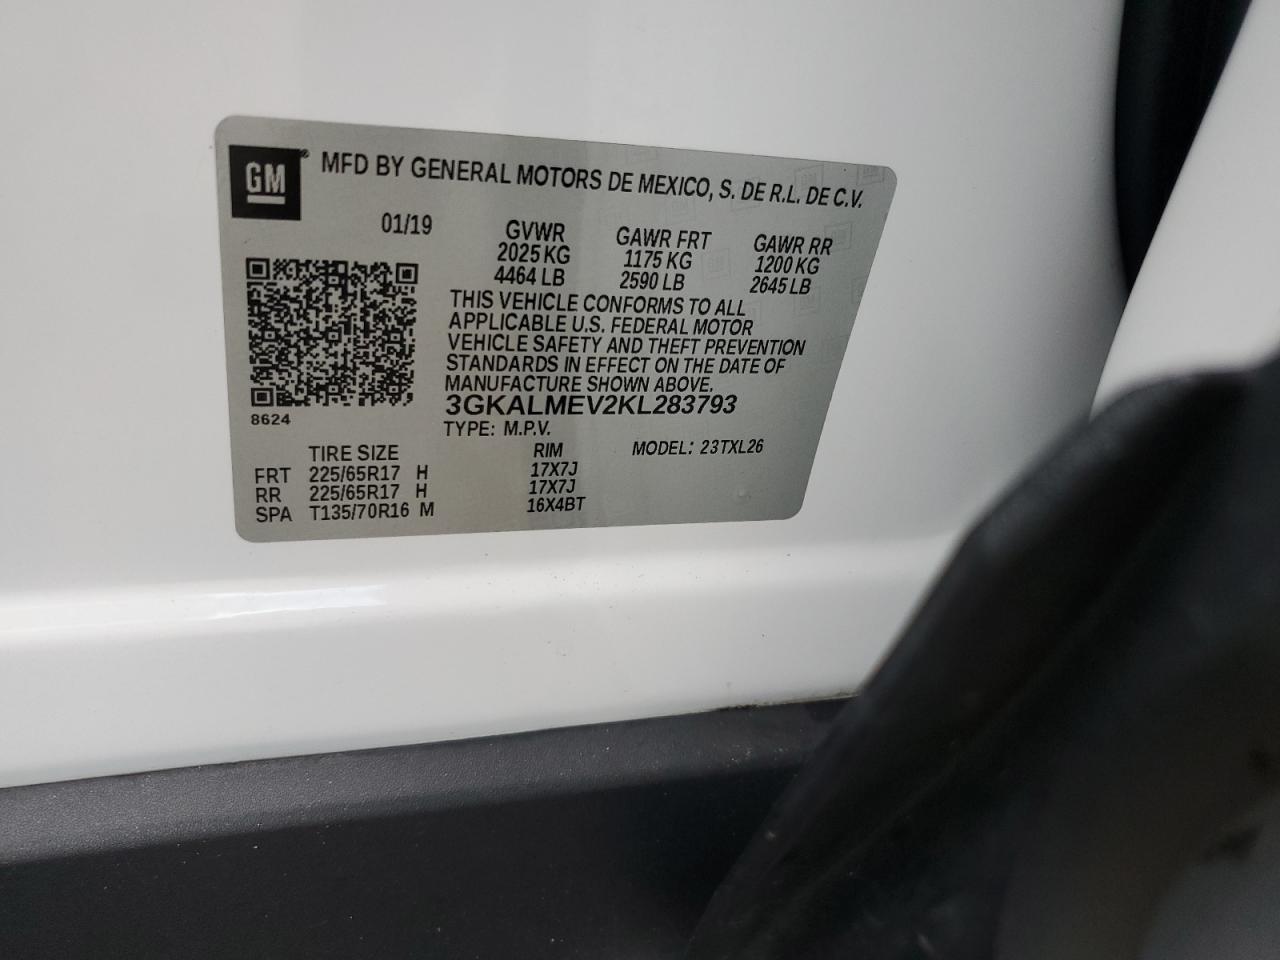 GM® MFD BY GENERAL MOTORS DE MEXICO, S. DE R.L. DE C.V.
01/19 GVWR GAWR FRT GAWR RR
2025 KG 1175 KG 1200 KG
4464 LB 2590 LB 2645 LB
THIS VEHICLE CONFORMS TO ALL
APPLICABLE U.S. FEDERAL MOTOR
VEHICLE SAFETY AND THEFT PREVENTION
STANDARDS IN EFFECT ON THE DATE OF
MANUFACTURE SHOWN ABOVE.
3GKALMEV2KL283793
8624
TYPE: M.P.V.
TIRE SIZE RIM MODEL: 23TXL26
FRT 225/65R17 H 17X7J
RR 225/65R17 H 17X7J
SPA T135/70R16 M 16X4BT